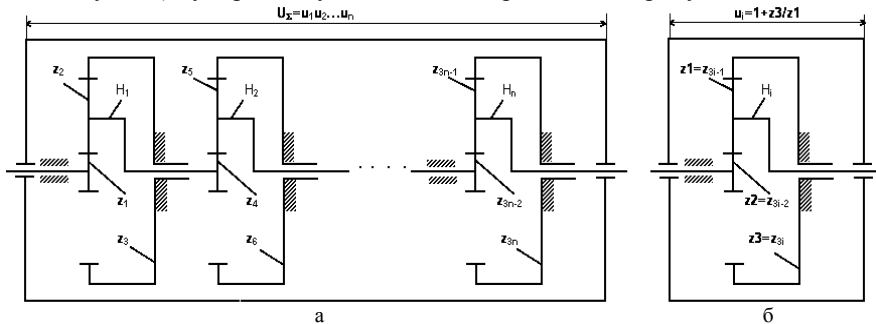 U_Σ=u₁u₂...uₙ
uᵢ=1+z3/z1
z₂
z₅
z₃ₙ₋₁
z1=z₃ᵢ₋₁
H₁
H₂
Hₙ
Hᵢ
z₁
z₄
z₃ₙ₋₂
z2=z₃ᵢ₋₂
z₃
z₆
z₃ₙ
z3=z₃ᵢ
а
б